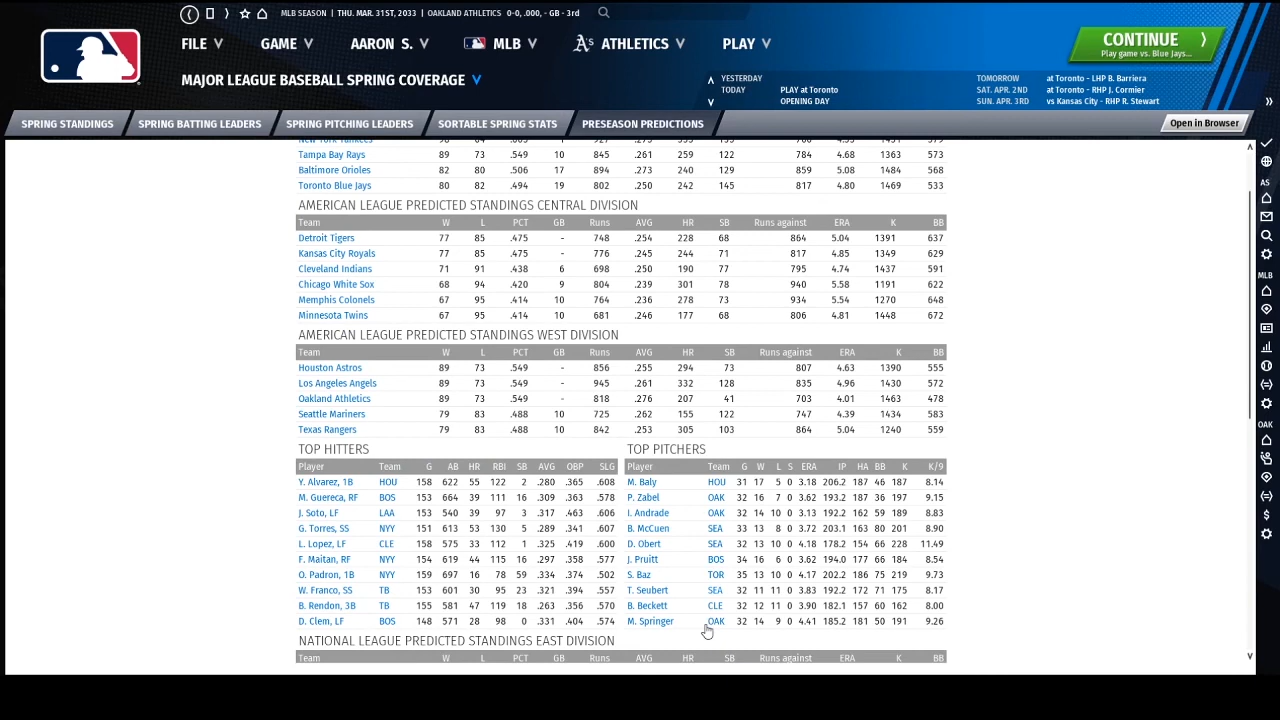 MLB SEASON | THU. MAR. 31ST, 2033 | OAKLAND ATHLETICS 0-0, .000, - GB - 3rd
FILE GAME AARON S. MLB ATHLETICS PLAY
CONTINUE
Play game vs. Blue Jays...
MAJOR LEAGUE BASEBALL SPRING COVERAGE
YESTERDAY
TODAY PLAY at Toronto
OPENING DAY
TOMORROW at Toronto - LHP B. Barriera
SAT. APR. 2ND at Toronto - RHP J. Cormier
SUN. APR. 3RD vs Kansas City - RHP R. Stewart
SPRING STANDINGS SPRING BATTING LEADERS SPRING PITCHING LEADERS SORTABLE SPRING STATS PRESEASON PREDICTIONS Open in Browser
Tampa Bay Rays 89 73 .549 10 845 .261 259 122 784 4.68 1363 573
Baltimore Orioles 82 80 .506 17 894 .273 240 129 859 5.08 1484 568
Toronto Blue Jays 80 82 .494 19 802 .250 242 145 817 4.80 1469 533
AMERICAN LEAGUE PREDICTED STANDINGS CENTRAL DIVISION
Team W L PCT GB Runs AVG HR SB Runs against ERA K BB
Detroit Tigers 77 85 .475 - 748 .254 228 68 864 5.04 1391 637
Kansas City Royals 77 85 .475 - 776 .245 244 71 817 4.85 1349 629
Cleveland Indians 71 91 .438 6 698 .250 190 77 795 4.74 1437 591
Chicago White Sox 68 94 .420 9 804 .239 301 78 940 5.58 1191 622
Memphis Colonels 67 95 .414 10 764 .236 278 73 934 5.54 1270 648
Minnesota Twins 67 95 .414 10 681 .246 177 68 806 4.81 1448 672
AMERICAN LEAGUE PREDICTED STANDINGS WEST DIVISION
Team W L PCT GB Runs AVG HR SB Runs against ERA K BB
Houston Astros 89 73 .549 - 856 .255 294 73 807 4.63 1390 555
Los Angeles Angels 89 73 .549 - 945 .261 332 128 835 4.96 1430 572
Oakland Athletics 89 73 .549 - 818 .276 207 41 703 4.01 1463 478
Seattle Mariners 79 83 .488 10 725 .262 155 122 747 4.39 1434 583
Texas Rangers 79 83 .488 10 842 .253 305 103 864 5.04 1240 559
TOP HITTERS
Player Team G AB HR RBI SB AVG OBP SLG
Y. Alvarez, 1B HOU 158 622 55 122 2 .280 .365 .608
M. Guereca, RF BOS 153 664 39 111 16 .309 .363 .578
J. Soto, LF LAA 153 540 39 97 3 .317 .463 .606
G. Torres, SS NYY 151 613 53 130 5 .289 .341 .607
L. Lopez, LF CLE 158 575 33 112 1 .325 .419 .600
F. Maitan, RF NYY 154 619 44 115 16 .297 .358 .577
O. Padron, 1B NYY 159 697 16 78 59 .334 .374 .502
W. Franco, SS TB 153 601 30 95 23 .321 .394 .557
B. Rendon, 3B TB 155 581 47 119 18 .263 .356 .570
D. Clem, LF BOS 148 571 28 98 0 .331 .404 .574
TOP PITCHERS
Player Team G W L S ERA IP HA BB K K/9
M. Baly HOU 31 17 5 0 3.18 206.2 187 46 187 8.14
P. Zabel OAK 32 16 7 0 3.62 193.2 187 36 197 9.15
I. Andrade OAK 32 14 10 0 3.13 192.2 162 59 189 8.83
B. McCuen SEA 33 13 8 0 3.72 203.1 163 80 201 8.90
D. Obert SEA 32 13 10 0 4.18 178.2 154 66 228 11.49
J. Pruitt BOS 34 16 6 0 3.62 194.0 177 66 184 8.54
S. Baz TOR 35 13 10 0 4.17 202.2 186 75 219 9.73
T. Seubert SEA 32 11 11 0 3.83 192.2 172 71 175 8.17
B. Beckett CLE 32 12 11 0 3.90 182.1 157 60 162 8.00
M. Springer OAK 32 14 9 0 4.41 185.2 181 50 191 9.26
NATIONAL LEAGUE PREDICTED STANDINGS EAST DIVISION
Team W L PCT GB Runs AVG HR SB Runs against ERA K BB
AS
MLB
OAK